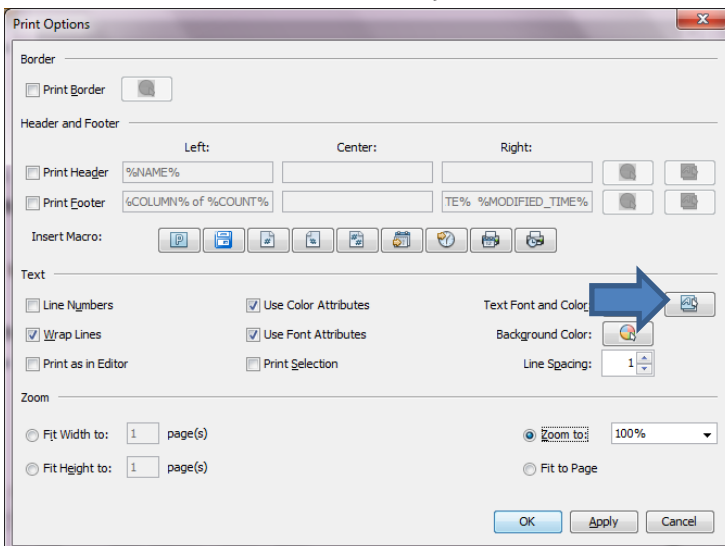 Print Options
Border
Print Border
Header and Footer
Left: Center: Right:
Print Header %NAME%
Print Footer %COLUMN% of %COUNT% TE% %MODIFIED_TIME%
Insert Macro:
Text
Line Numbers Use Color Attributes Text Font and Color
Wrap Lines Use Font Attributes Background Color:
Print as in Editor Print Selection Line Spacing: 1
Zoom
Fit Width to: 1 page(s) Zoom to: 100%
Fit Height to: 1 page(s) Fit to Page
OK Apply Cancel